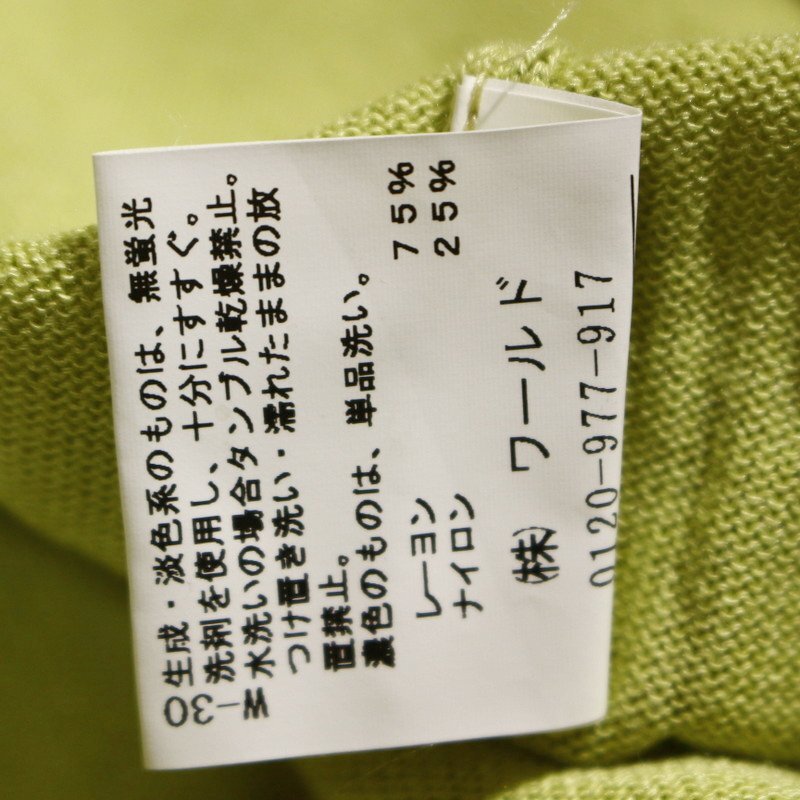 O生成・淡色系のものは、無蛍光
洗剤を使用し、十分にすすぐ。
水洗いの場合タンブル乾燥禁止。
つけ置き洗い・濡れたままの放
置禁止。
濃色のものは、単品洗い。
レーヨン 75%
ナイロン 25%
(株) ワールド
0120-977-917